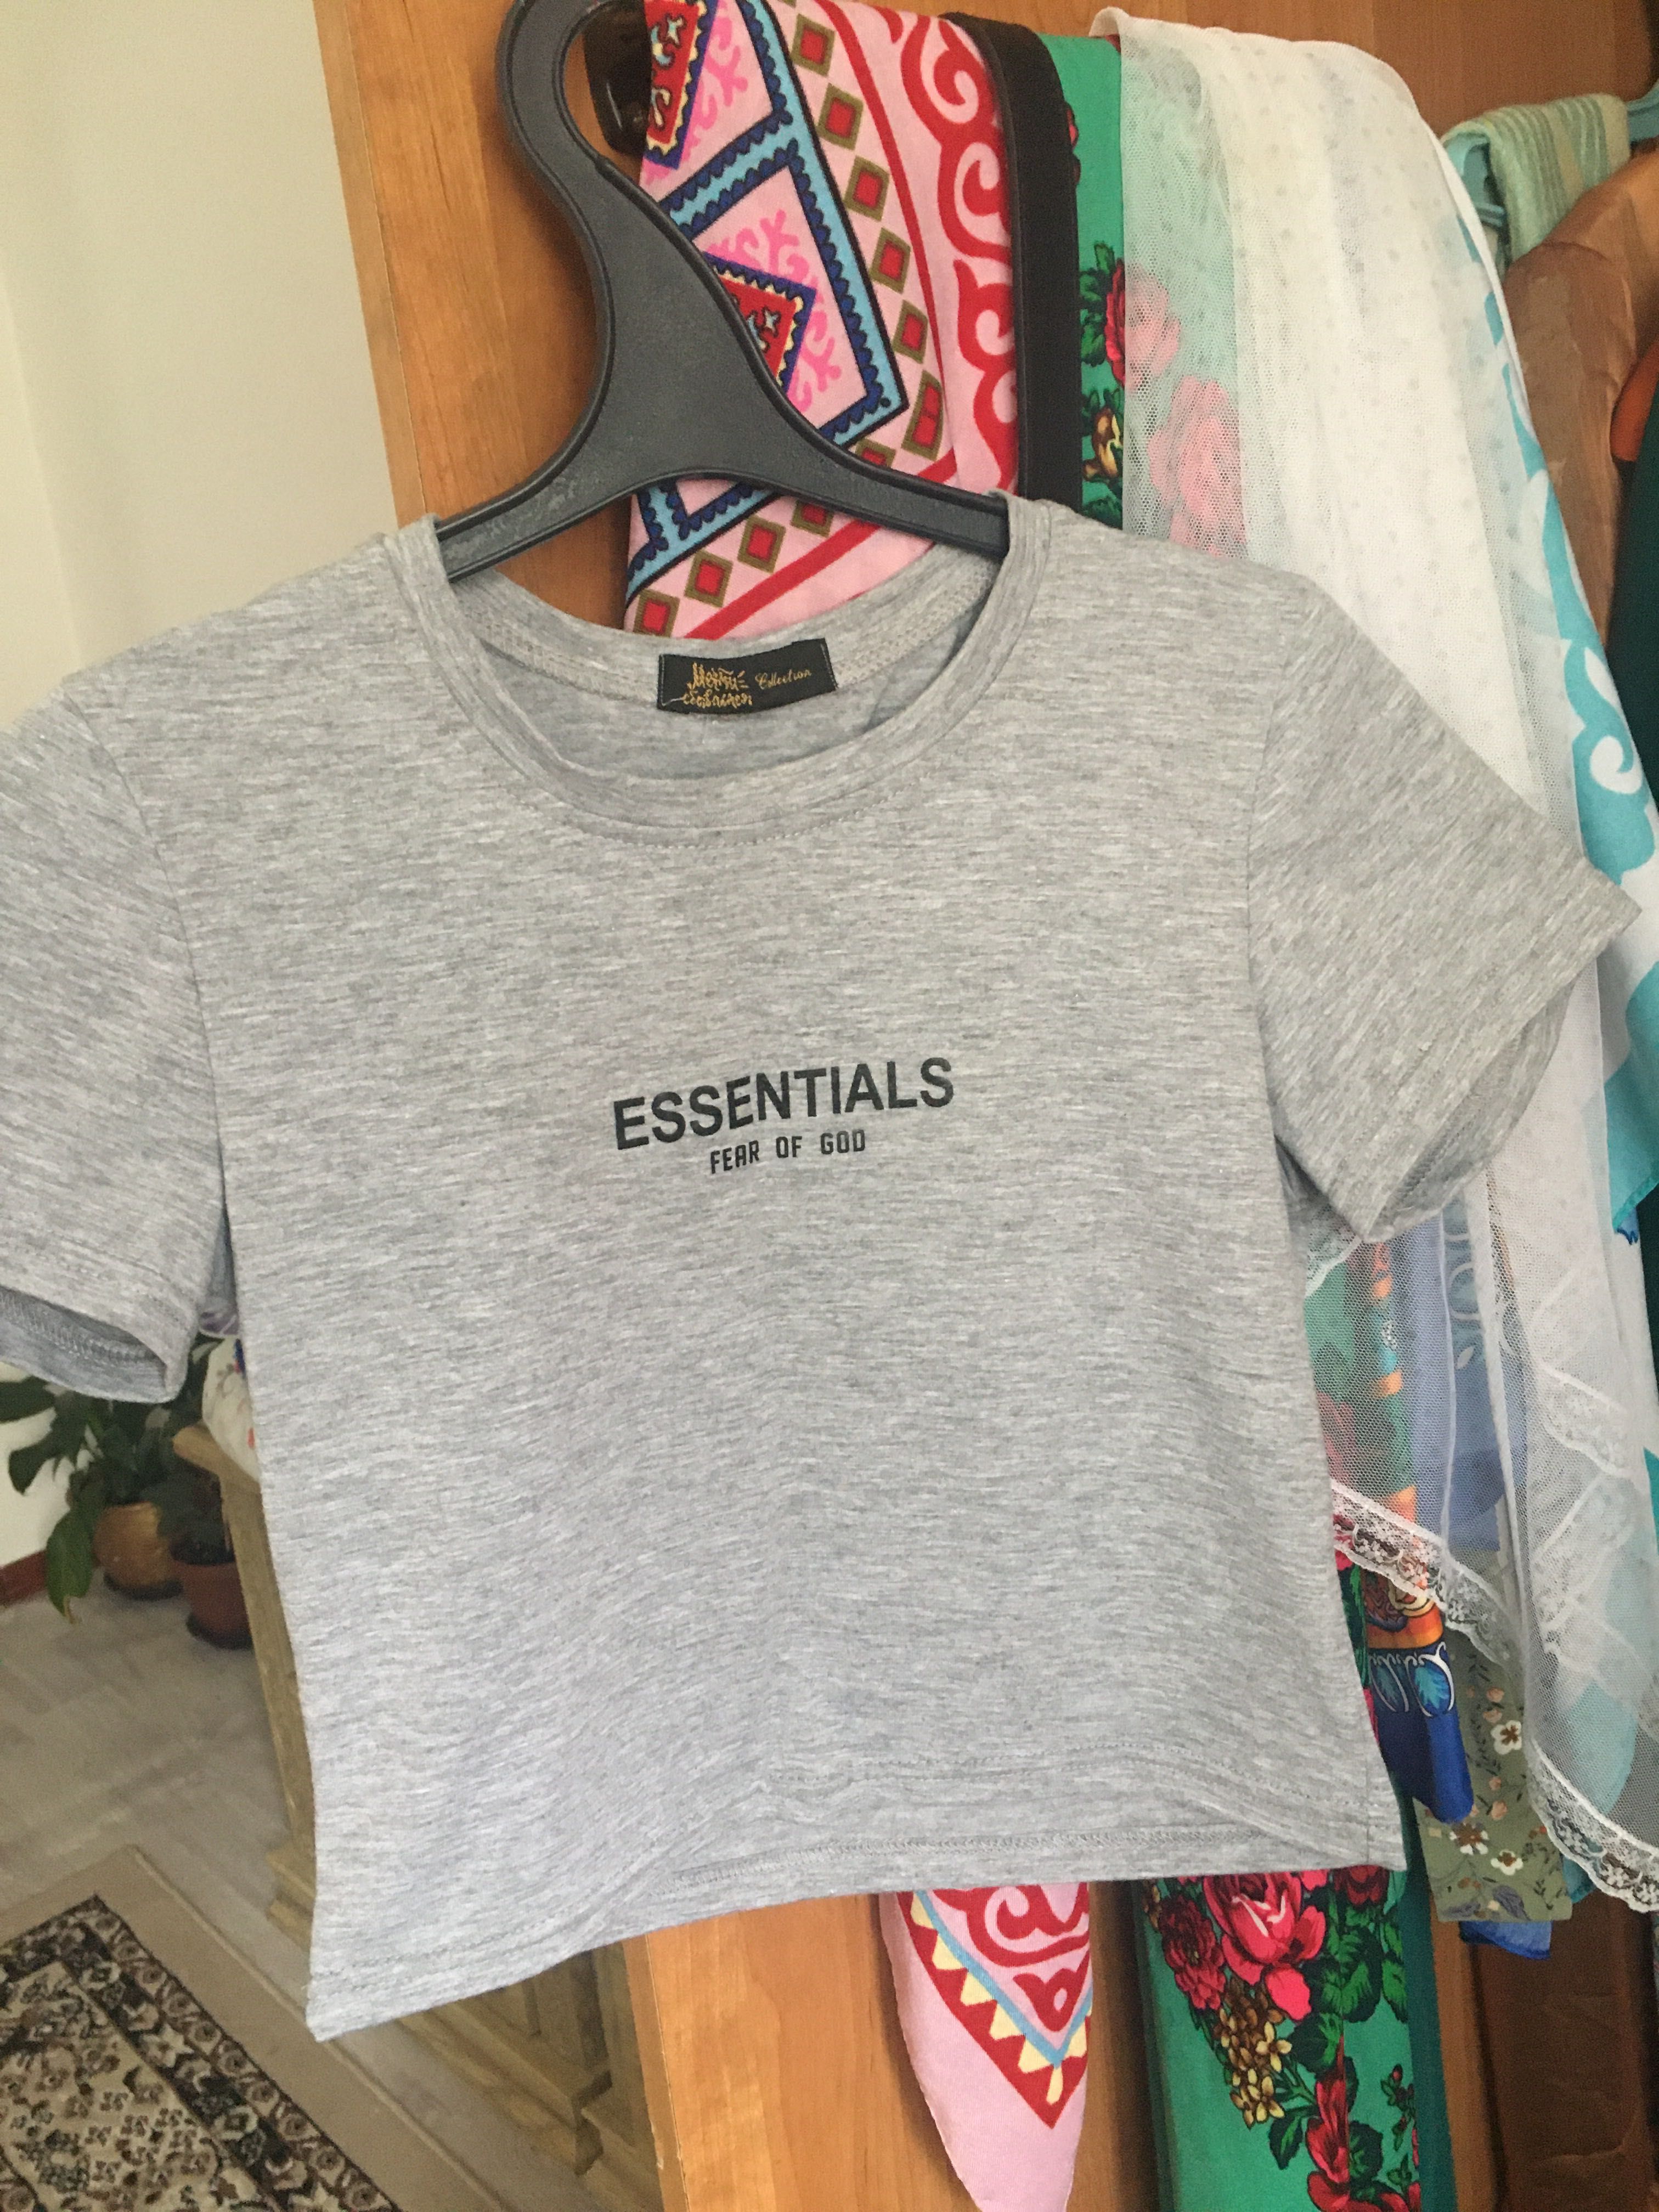 Collection
ESSENTIALS
FEAR OF GOD